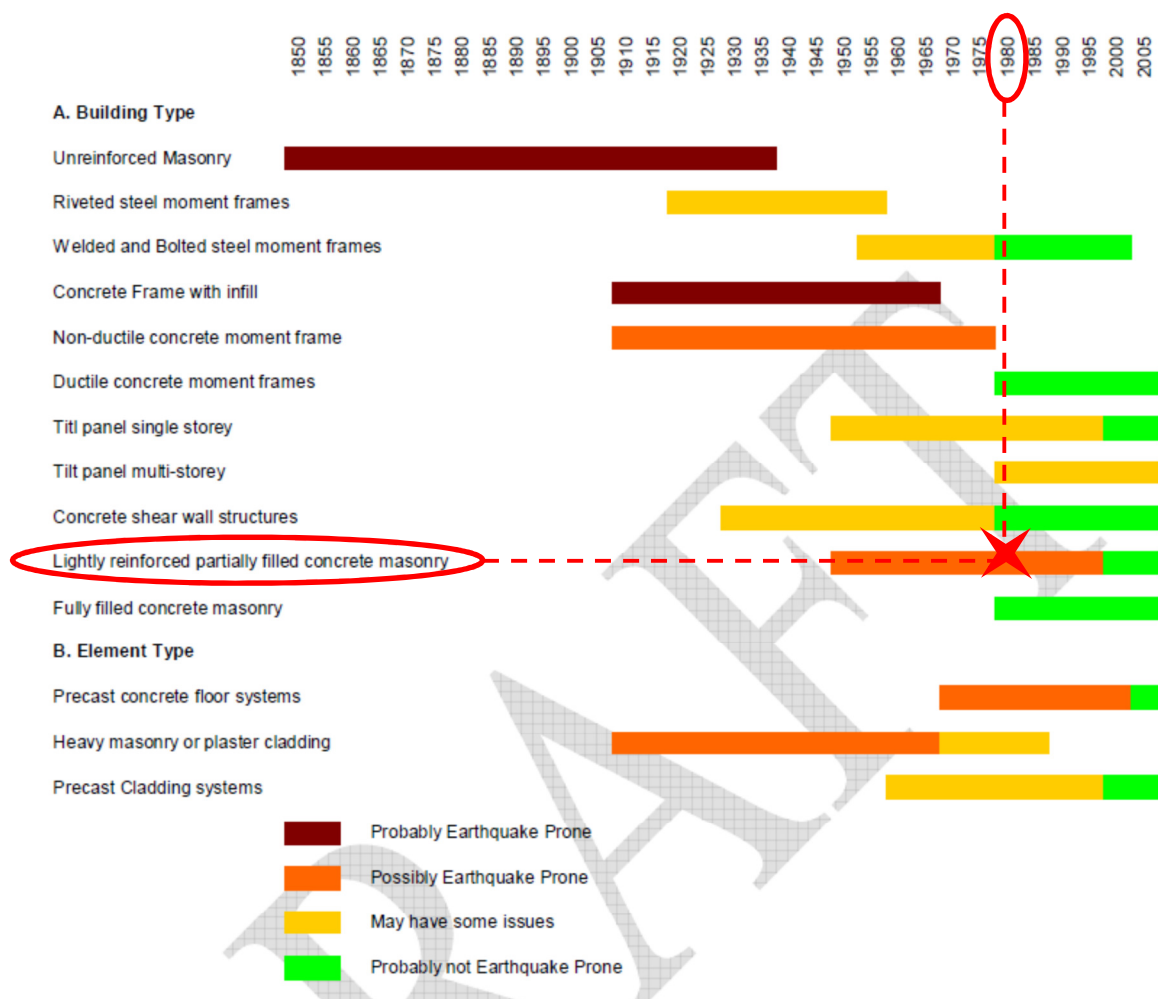 1850 1855 1860 1865 1870 1875 1880 1885 1890 1895 1900 1905 1910 1915 1920 1925 1930 1935 1940 1945 1950 1955 1960 1965 1970 1975 1980 1985 1990 1995 2000 2005
A. Building Type
Unreinforced Masonry
Riveted steel moment frames
Welded and Bolted steel moment frames
Concrete Frame with infill
Non-ductile concrete moment frame
Ductile concrete moment frames
Titl panel single storey
Tilt panel multi-storey
Concrete shear wall structures
Lightly reinforced partially filled concrete masonry
Fully filled concrete masonry
B. Element Type
Precast concrete floor systems
Heavy masonry or plaster cladding
Precast Cladding systems
Probably Earthquake Prone
Possibly Earthquake Prone
May have some issues
Probably not Earthquake Prone
RAFT